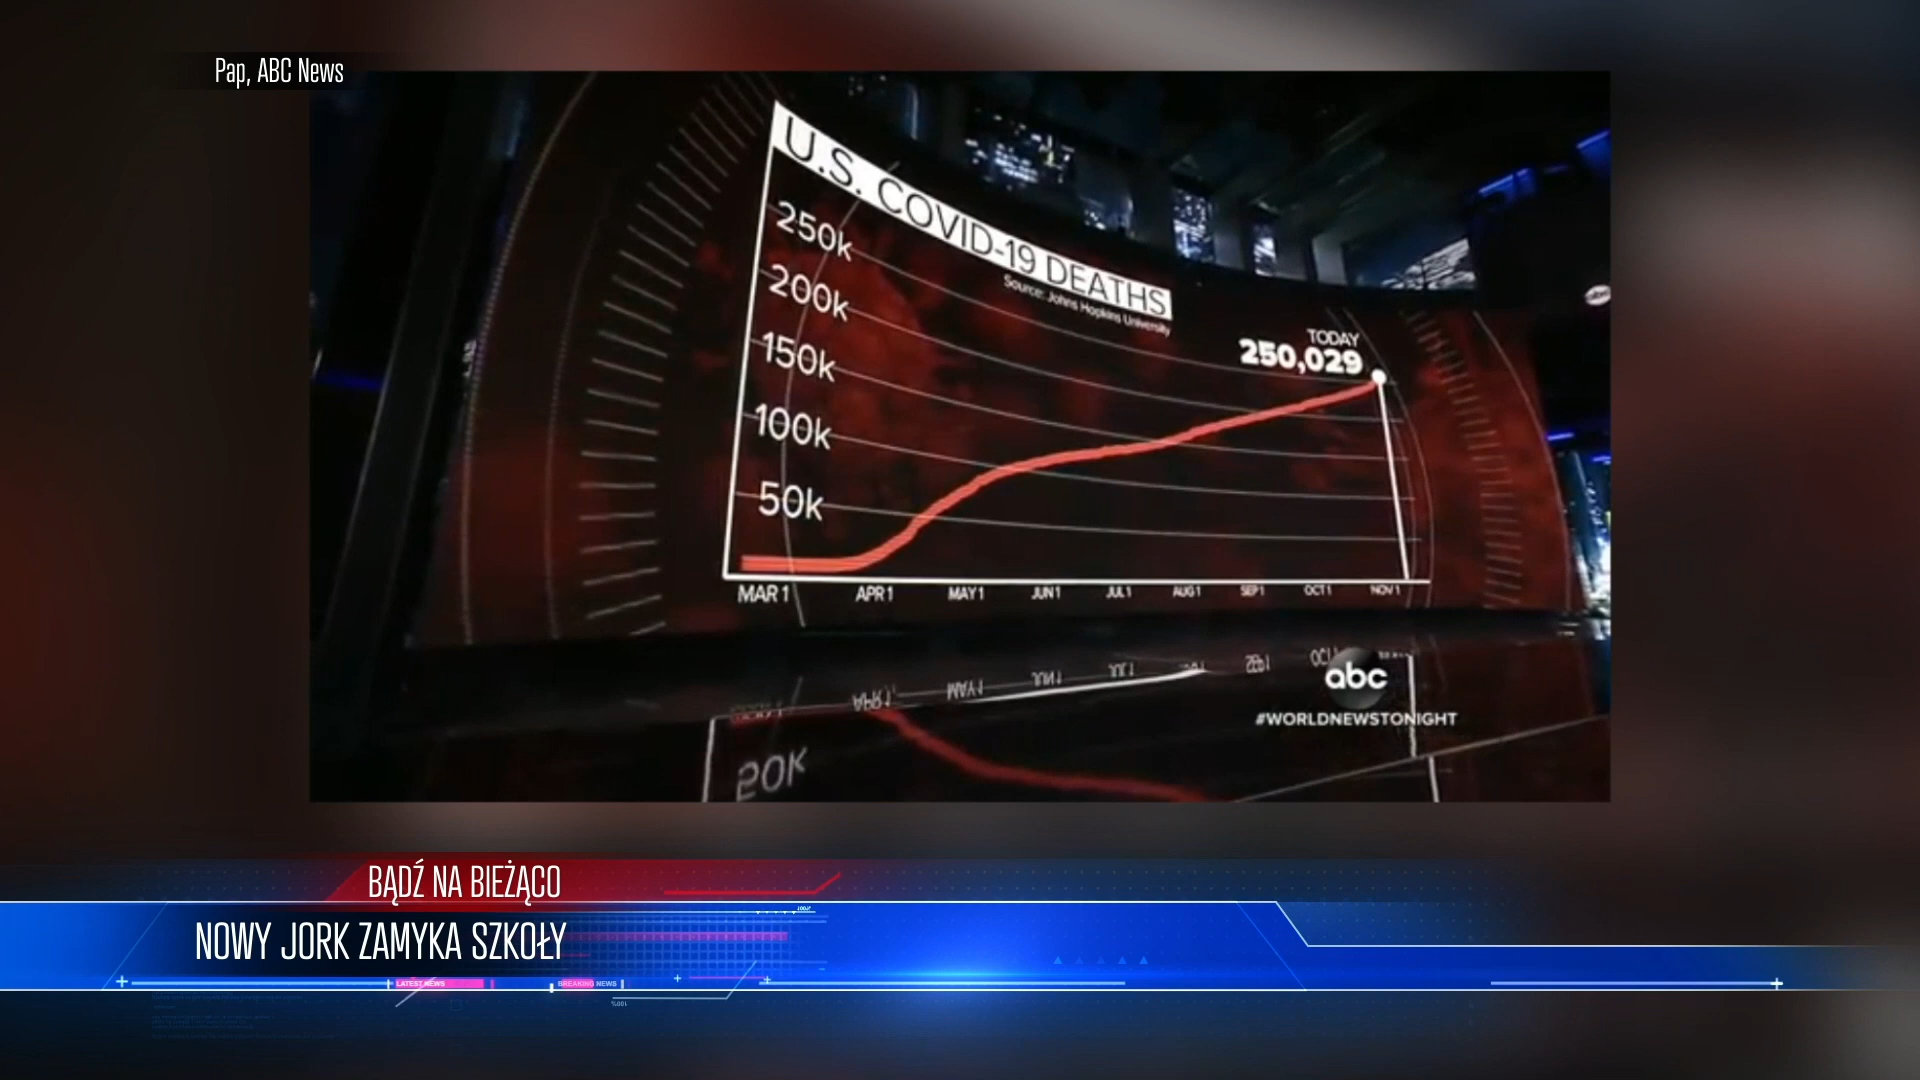 Pap, ABC News
U.S. COVID-19 DEATHS
Source: Johns Hopkins University
250k
200k
150k
100k
50k
TODAY
250,029
MAR 1
APR 1
MAY 1
JUN 1
JUL 1
AUG 1
SEP 1
OCT 1
NOV 1
abc
#WORLDNEWSTONIGHT
BĄDŹ NA BIEŻĄCO
NOWY JORK ZAMYKA SZKOŁY
LATEST NEWS
BREAKING NEWS